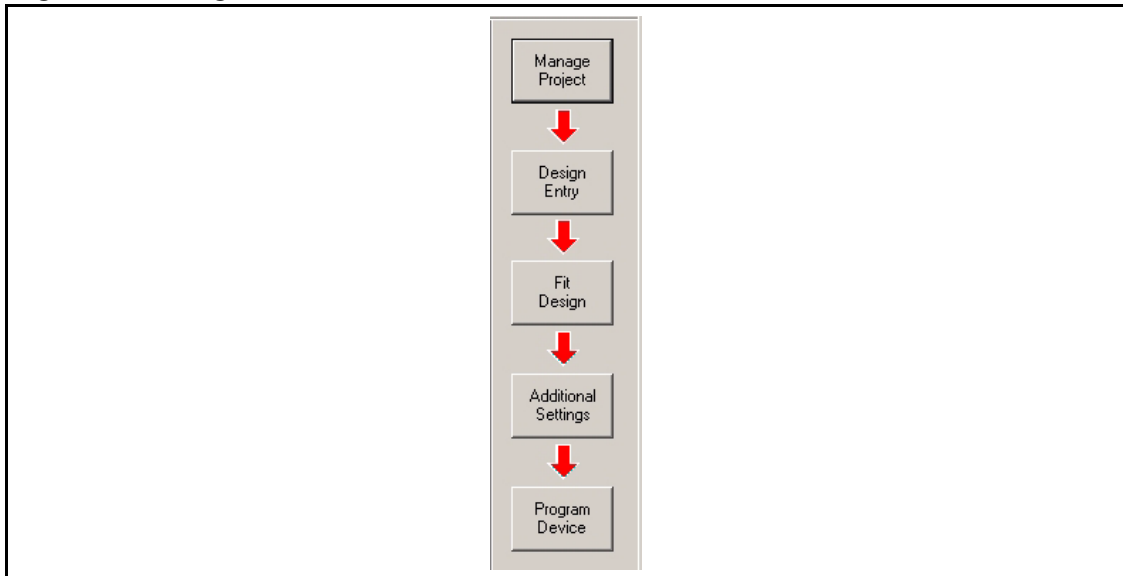 Manage
Project
Design
Entry
Fit
Design
Additional
Settings
Program
Device